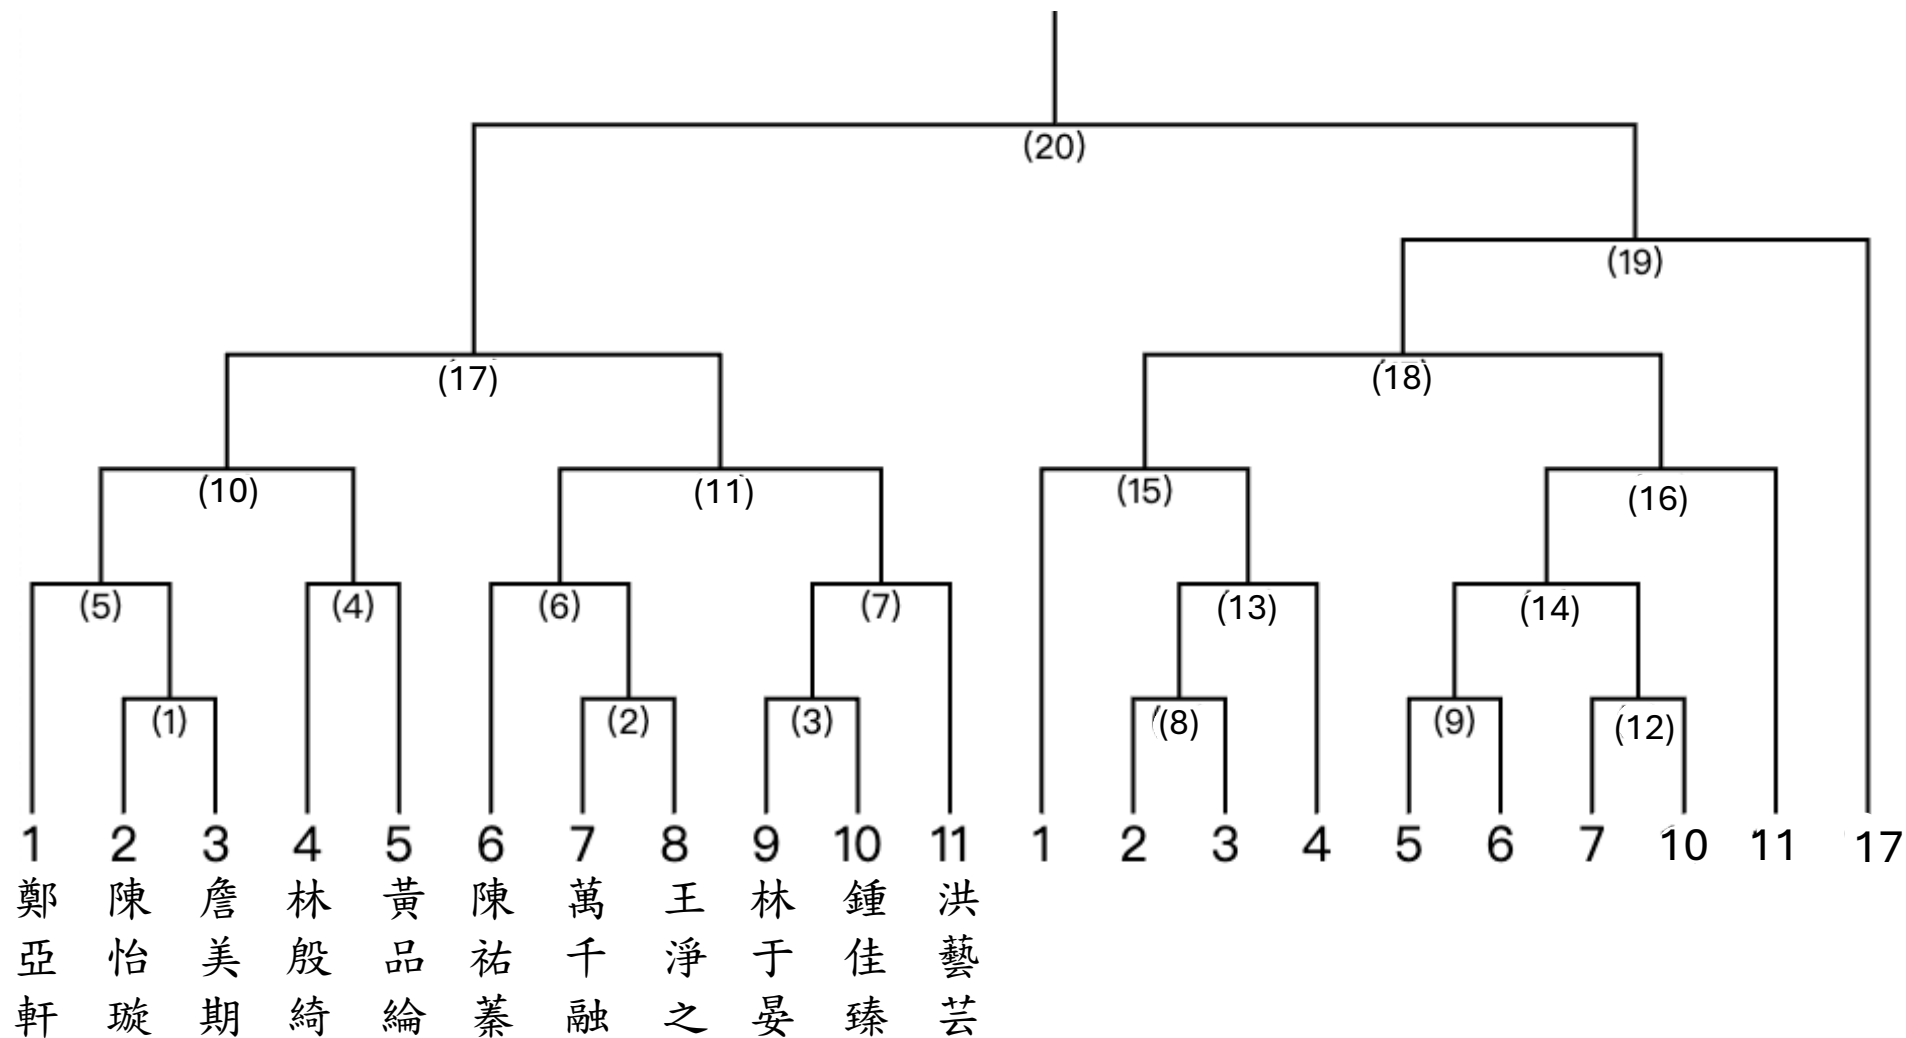 (20)
(19)
(17)
(18)
(10)
(11)
(15)
(16)
(5)
(4)
(6)
(7)
(13)
(14)
(1)
(2)
(3)
(8)
(9)
(12)
1 2 3 4 5 6 7 8 9 10 11 1 2 3 4 5 6 7 10 11 17
鄭亞軒
陳怡璇
詹美期
林殷綺
黃品綸
陳祐蓁
萬千融
王淨之
林于晏
鍾佳臻
洪藝芸